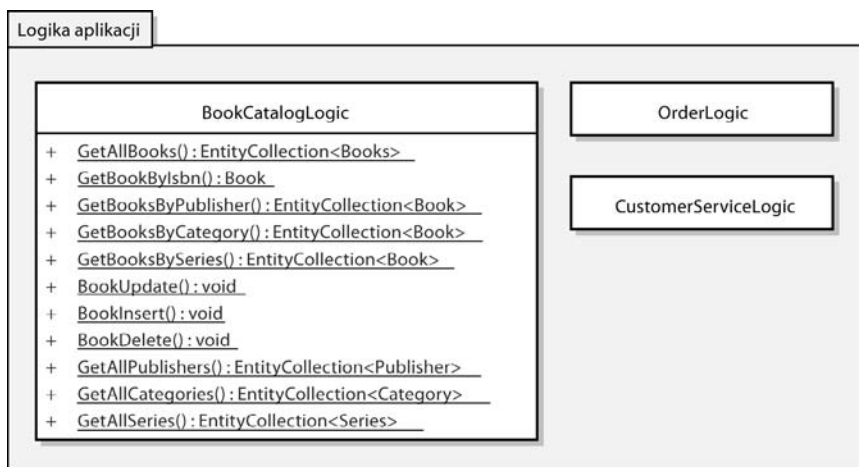 Logika aplikacji
BookCatalogLogic
+ GetAllBooks() : EntityCollection<Books>
+ GetBookByIsbn() : Book
+ GetBooksByPublisher() : EntityCollection<Book>
+ GetBooksByCategory() : EntityCollection<Book>
+ GetBooksBySeries() : EntityCollection<Book>
+ BookUpdate() : void
+ BookInsert() : void
+ BookDelete() : void
+ GetAllPublishers() : EntityCollection<Publisher>
+ GetAllCategories() : EntityCollection<Category>
+ GetAllSeries() : EntityCollection<Series>
OrderLogic
CustomerServiceLogic